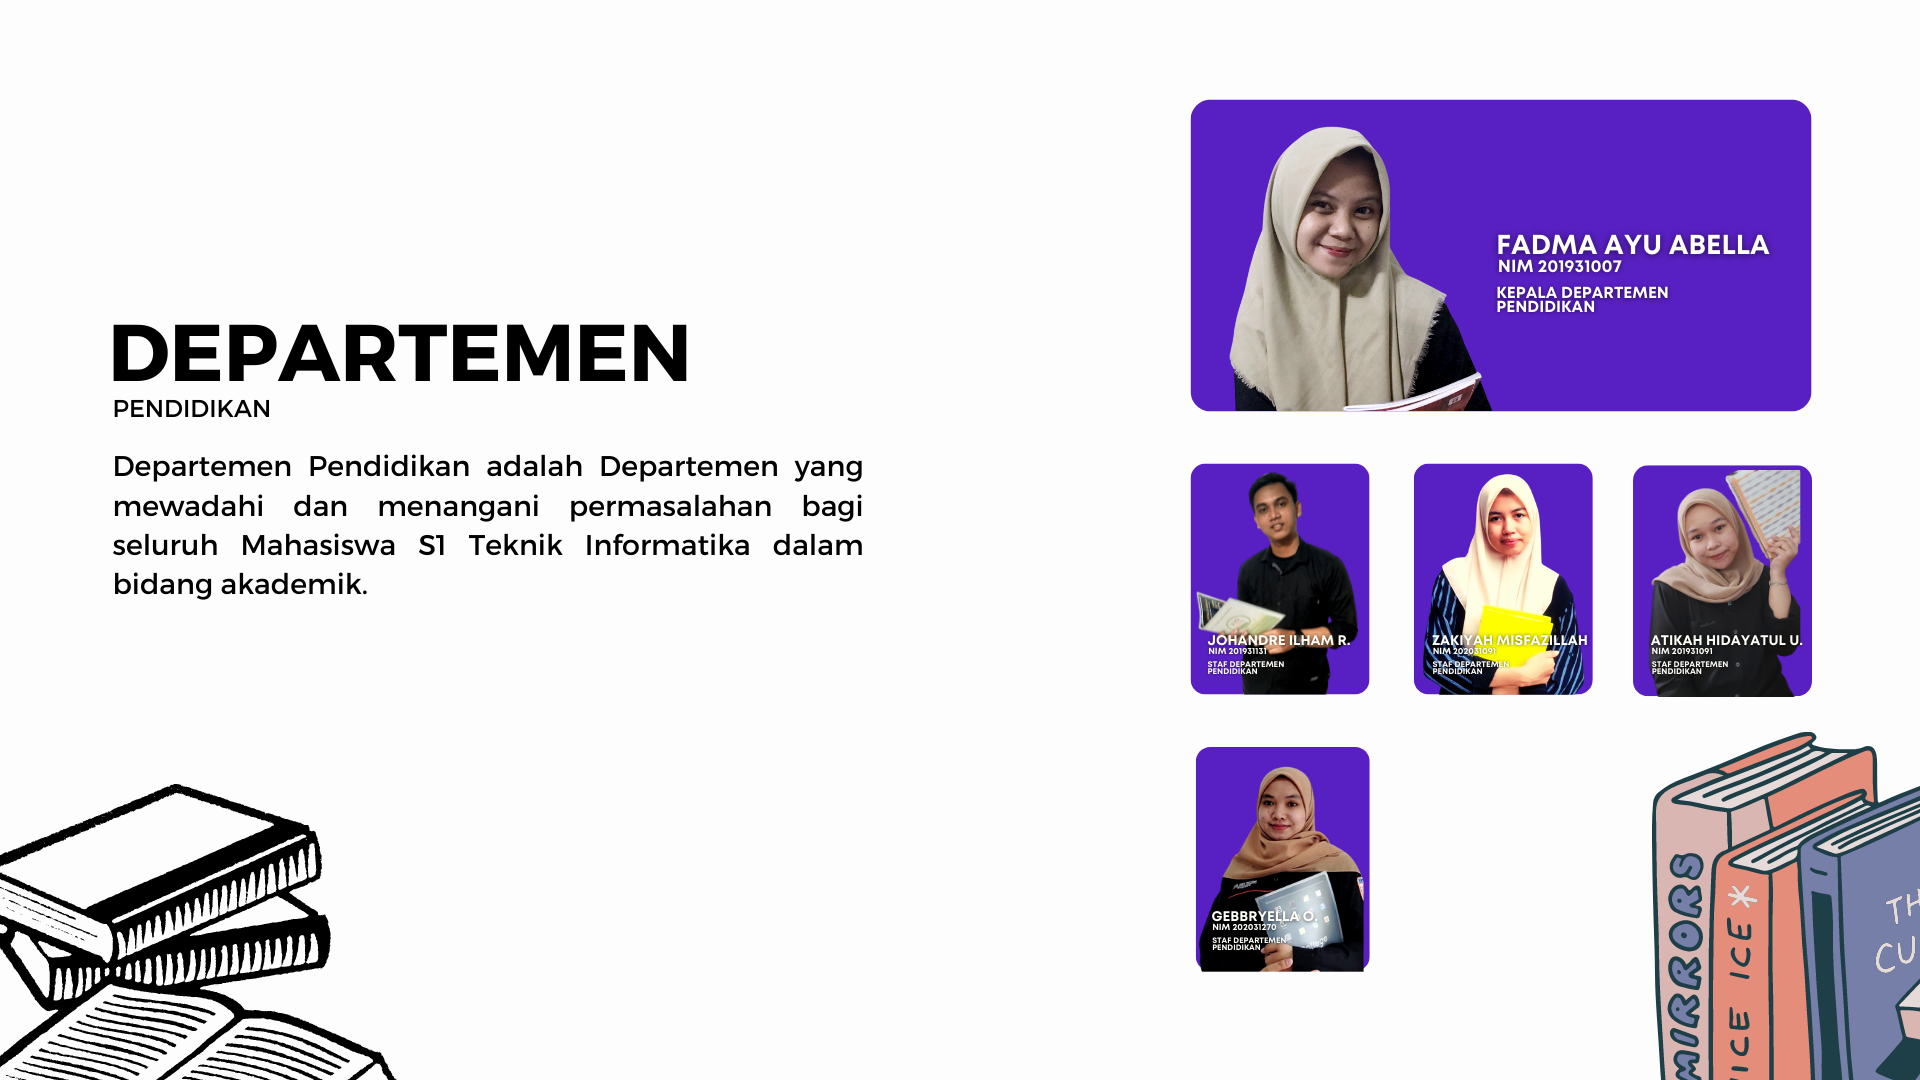 DEPARTEMEN
PENDIDIKAN
Departemen Pendidikan adalah Departemen yang
mewadahi dan menangani permasalahan bagi
seluruh Mahasiswa S1 Teknik Informatika dalam
bidang akademik.
FADMA AYU ABELLA
NIM 201931007
KEPALA DEPARTEMEN
PENDIDIKAN
JOHANDRE ILHAM R.
NIM 201931131
STAF DEPARTEMEN
PENDIDIKAN
ZAKIYAH MISFAZILLAH
NIM 202031091
STAF DEPARTEMEN
PENDIDIKAN
ATIKAH HIDAYATUL U.
NIM 201931091
STAF DEPARTEMEN
PENDIDIKAN
GEBBRYELLA O.
NIM 202031270
STAF DEPARTEMEN
PENDIDIKAN
MIRRORS
ICE
TH
CU